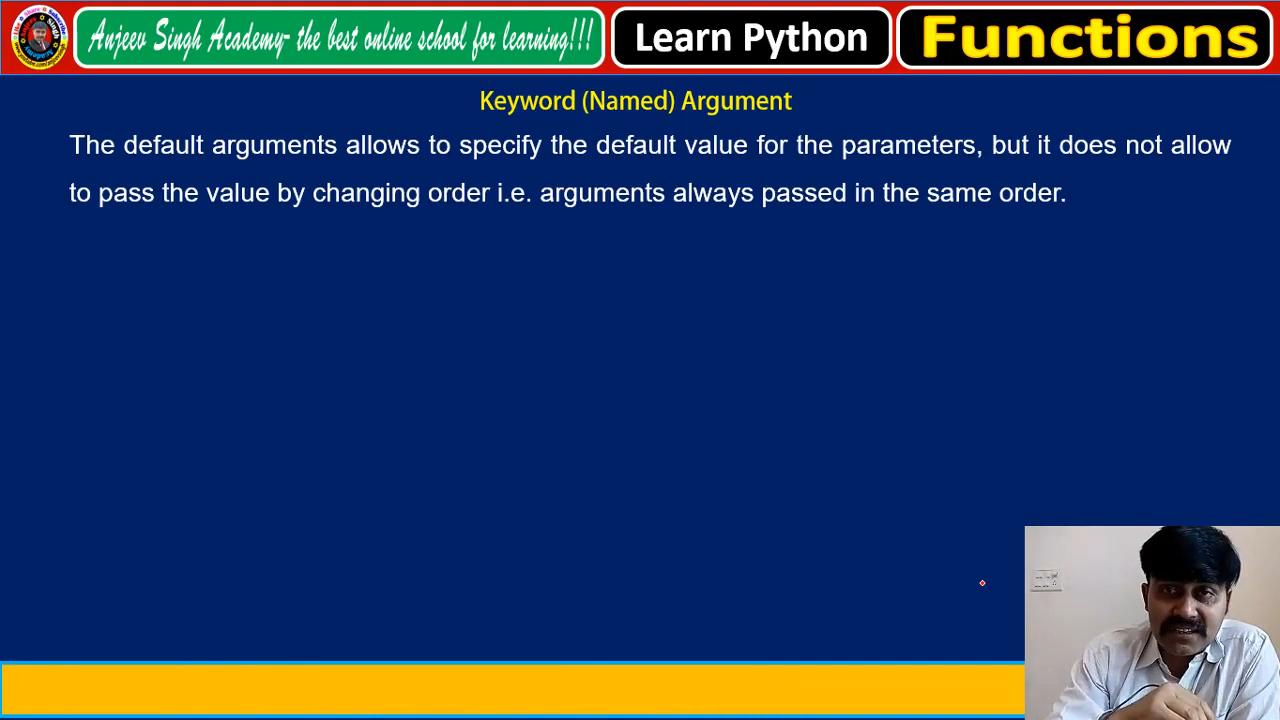 Anjeev Singh Academy- the best online school for learning!!!
Learn Python
Functions
Keyword (Named) Argument
The default arguments allows to specify the default value for the parameters, but it does not allow
to pass the value by changing order i.e. arguments always passed in the same order.